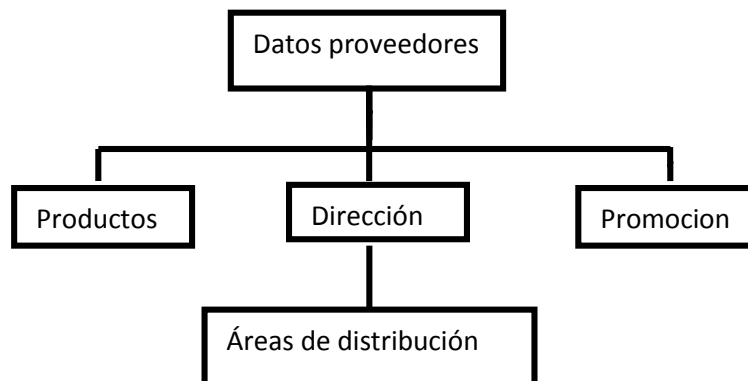 Datos proveedores
Productos
Dirección
Promocion
Áreas de distribución